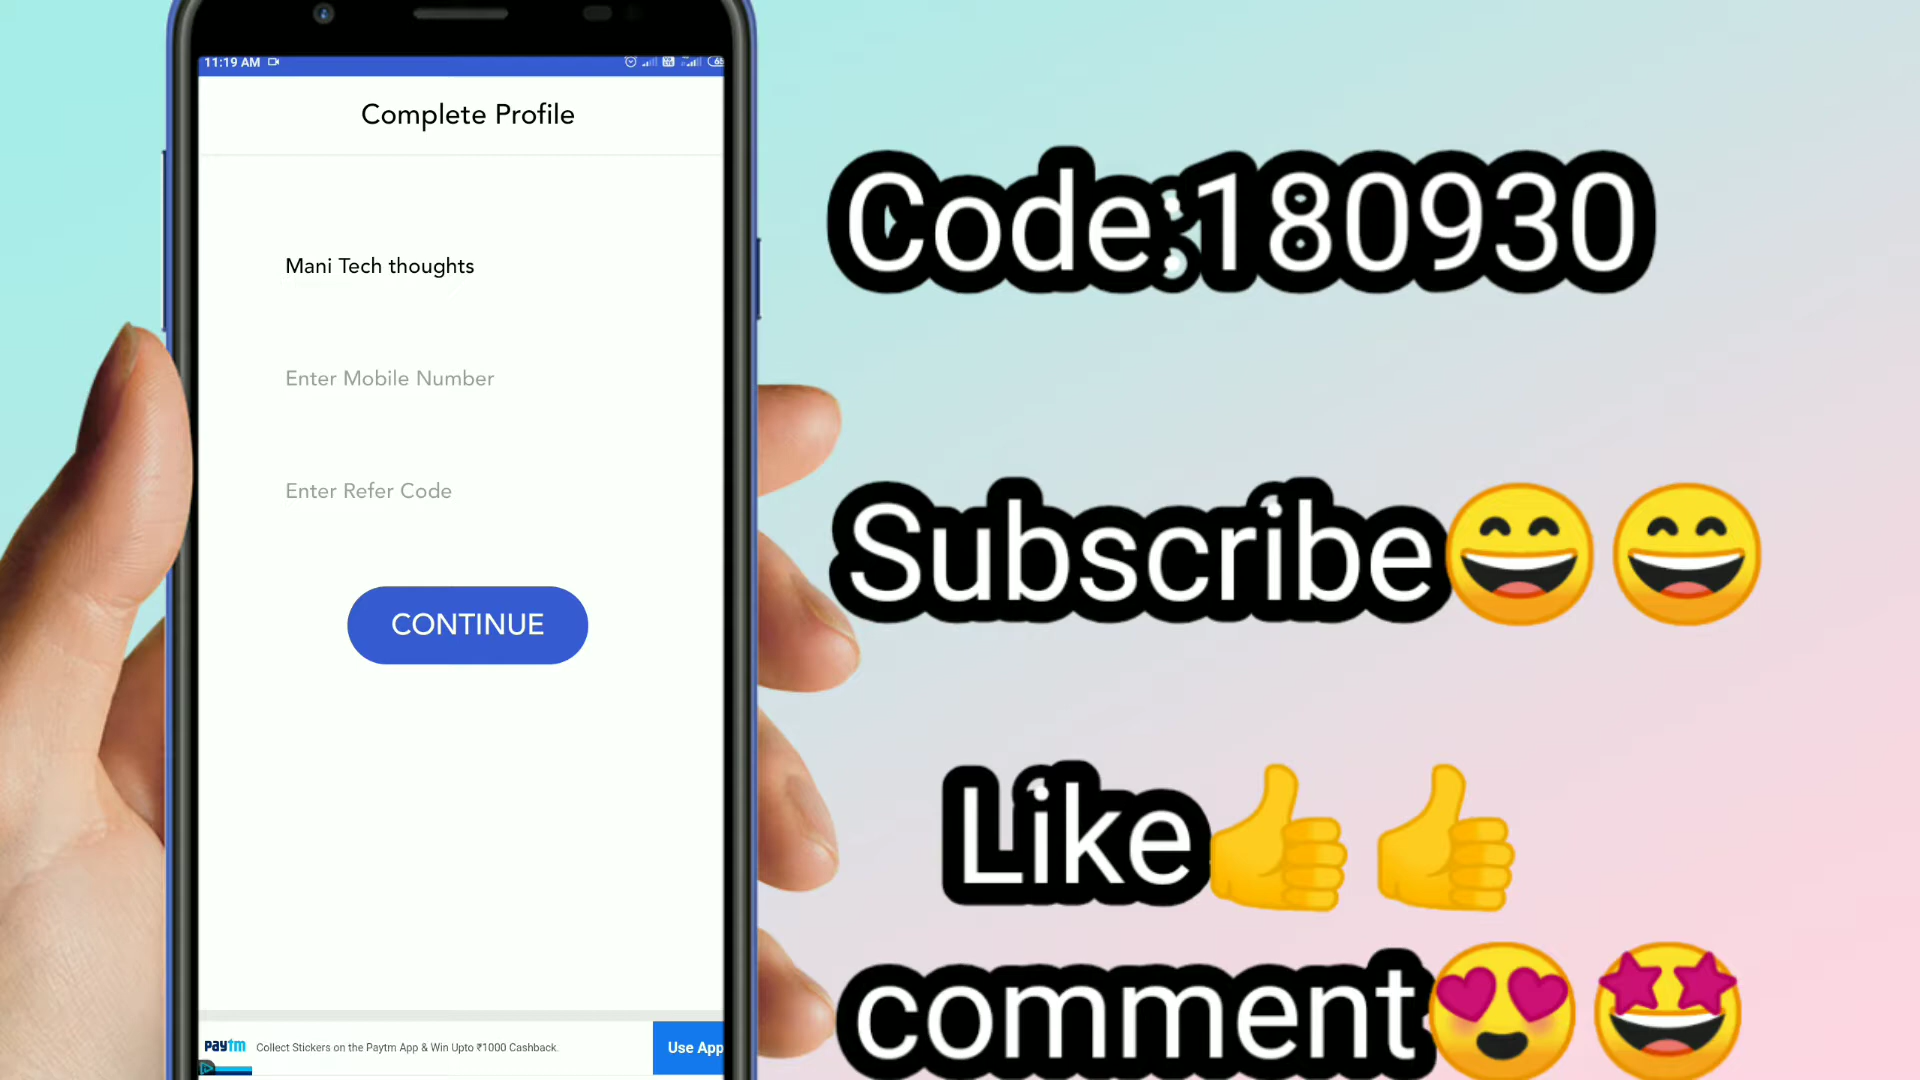 11:19 AM
Complete Profile
Mani Tech thoughts
Enter Mobile Number
Enter Refer Code
CONTINUE
paytm Collect Stickers on the Paytm App & Win Upto ₹1000 Cashback. Use App
Code:180930
Subscribe😄😄
Like👍👍
comment😍🤩